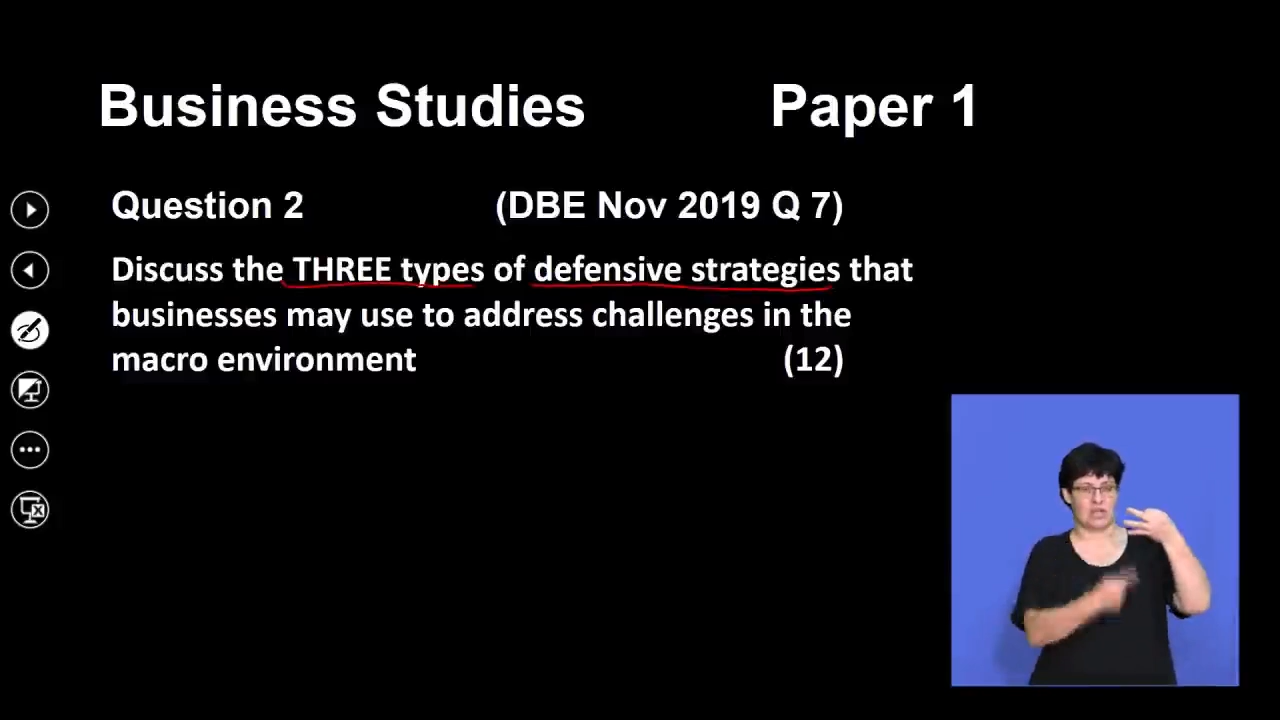 Business Studies Paper 1
Question 2 (DBE Nov 2019 Q 7)
Discuss the THREE types of defensive strategies that
businesses may use to address challenges in the
macro environment (12)